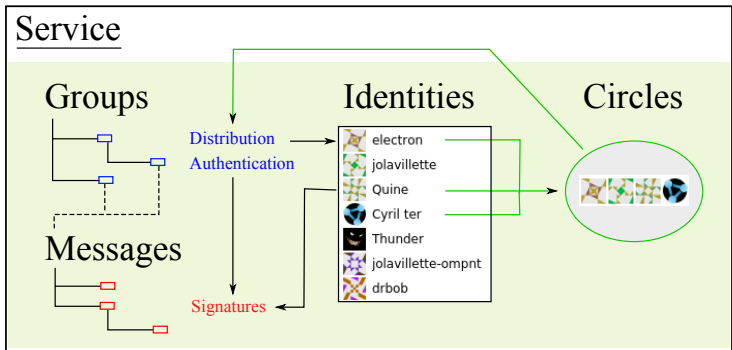 Service
Groups
Identities
Circles
Distribution
Authentication
electron
jolavillette
Quine
Cyril ter
Thunder
jolavillette-ompnt
drbob
Messages
Signatures